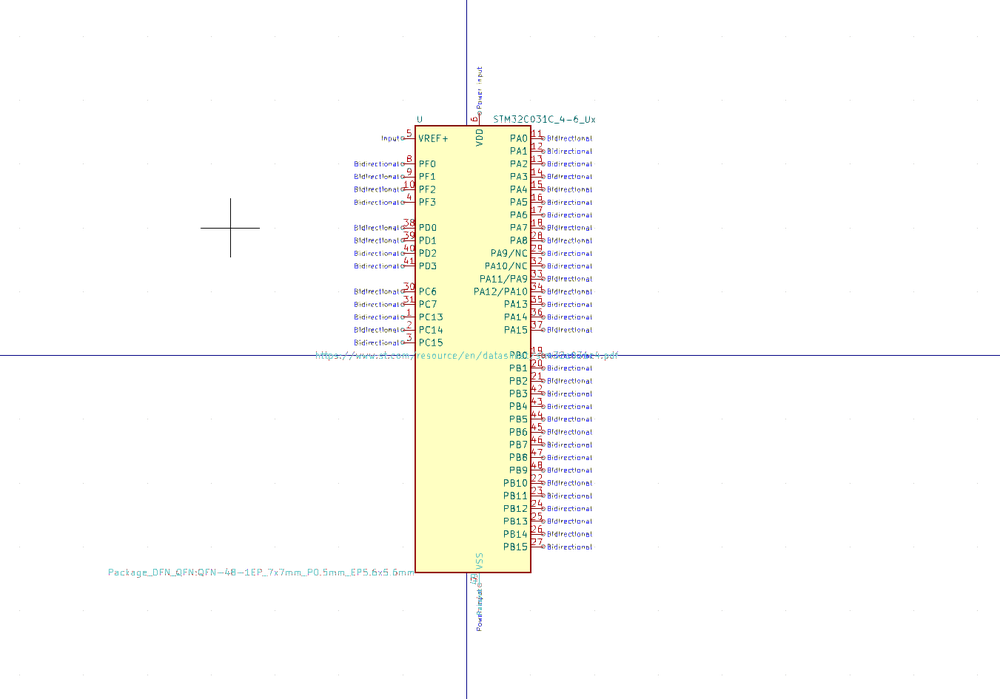 Power input
6
U
STM32C031C_4-6_Ux
VDD
Input 5 VREF+
PA0 11 Bidirectional
PA1 12 Bidirectional
Bidirectional 8 PF0
PA2 13 Bidirectional
Bidirectional 9 PF1
PA3 14 Bidirectional
Bidirectional 10 PF2
PA4 15 Bidirectional
Bidirectional 4 PF3
PA5 16 Bidirectional
PA6 17 Bidirectional
Bidirectional 38 PD0
PA7 18 Bidirectional
Bidirectional 39 PD1
PA8 28 Bidirectional
Bidirectional 40 PD2
PA9/NC 29 Bidirectional
Bidirectional 41 PD3
PA10/NC 32 Bidirectional
PA11/PA9 33 Bidirectional
Bidirectional 30 PC6
PA12/PA10 34 Bidirectional
Bidirectional 31 PC7
PA13 35 Bidirectional
Bidirectional 1 PC13
PA14 36 Bidirectional
Bidirectional 2 PC14
PA15 37 Bidirectional
Bidirectional 3 PC15
PB0 19
https://www.st.com/resource/en/
PB1 20 Bidirectional
PB2 21 Bidirectional
PB3 42 Bidirectional
PB4 43 Bidirectional
PB5 44 Bidirectional
PB6 45 Bidirectional
PB7 46 Bidirectional
PB8 47 Bidirectional
PB9 48 Bidirectional
PB10 22 Bidirectional
PB11 23 Bidirectional
PB12 24 Bidirectional
PB13 25 Bidirectional
PB14 26 Bidirectional
PB15 27 Bidirectional
VSS
Package_DFN_QFN:QFN-48-1EP_7x7mm_P0.5mm_EP5.6x5.6mm